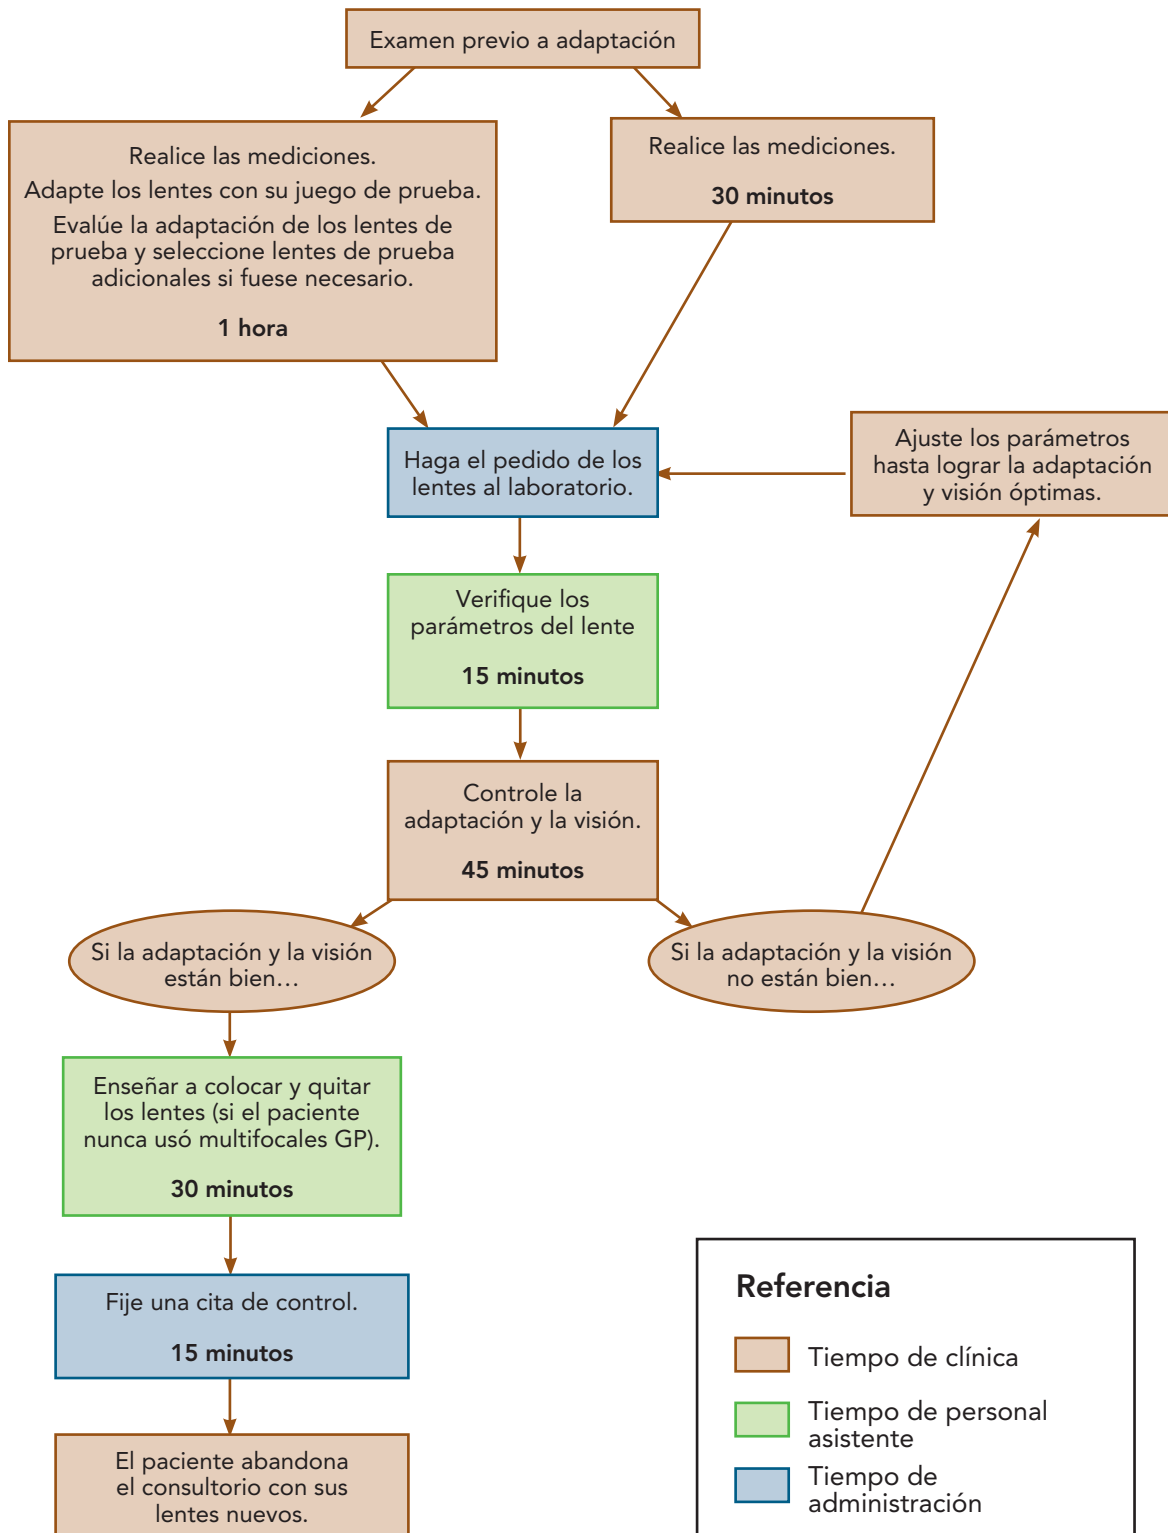 Examen previo a adaptación
Realice las mediciones.
Adapte los lentes con su juego de prueba.
Evalúe la adaptación de los lentes de
prueba y seleccione lentes de prueba
adicionales si fuese necesario.
1 hora
Realice las mediciones.
30 minutos
Haga el pedido de los
lentes al laboratorio.
Ajuste los parámetros
hasta lograr la adaptación
y visión óptimas.
Verifique los
parámetros del lente
15 minutos
Controle la
adaptación y la visión.
45 minutos
Si la adaptación y la visión
están bien…
Si la adaptación y la visión
no están bien…
Enseñar a colocar y quitar
los lentes (si el paciente
nunca usó multifocales GP).
30 minutos
Fije una cita de control.
15 minutos
El paciente abandona
el consultorio con sus
lentes nuevos.
Referencia
Tiempo de clínica
Tiempo de personal
asistente
Tiempo de
administración